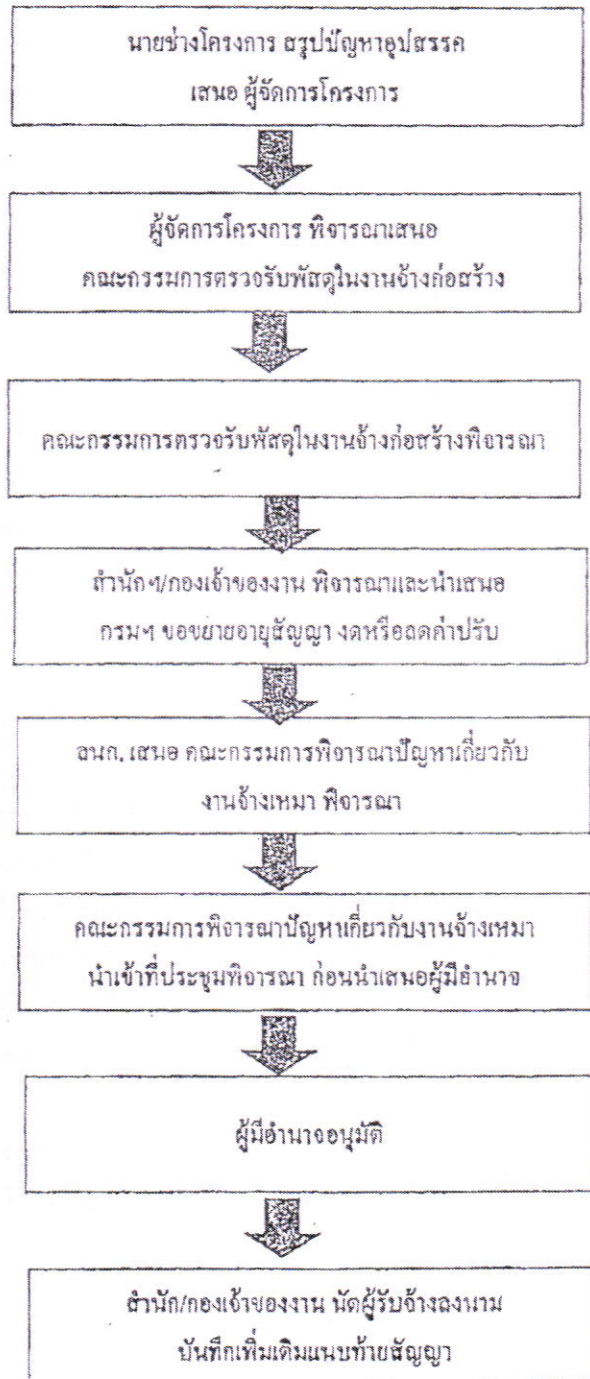 นายช่างโครงการ สรุปปัญหาอุปสรรค
เสนอ ผู้จัดการโครงการ
ผู้จัดการโครงการ พิจารณาเสนอ
คณะกรรมการตรวจรับพัสดุในงานจ้างก่อสร้าง
คณะกรรมการตรวจรับพัสดุในงานจ้างก่อสร้างพิจารณา
สำนักฯ/กองเจ้าของงาน พิจารณาและนำเสนอ
กรมฯ ขอขยายอายุสัญญา งดหรือลดค่าปรับ
ลนก. เสนอ คณะกรรมการพิจารณาปัญหาเกี่ยวกับ
งานจ้างเหมา พิจารณา
คณะกรรมการพิจารณาปัญหาเกี่ยวกับงานจ้างเหมา
นำเข้าที่ประชุมพิจารณา ก่อนนำเสนอผู้มีอำนาจ
ผู้มีอำนาจอนุมัติ
สำนัก/กองเจ้าของงาน นัดผู้รับจ้างลงนาม
บันทึกเพิ่มเติมแนบท้ายสัญญา